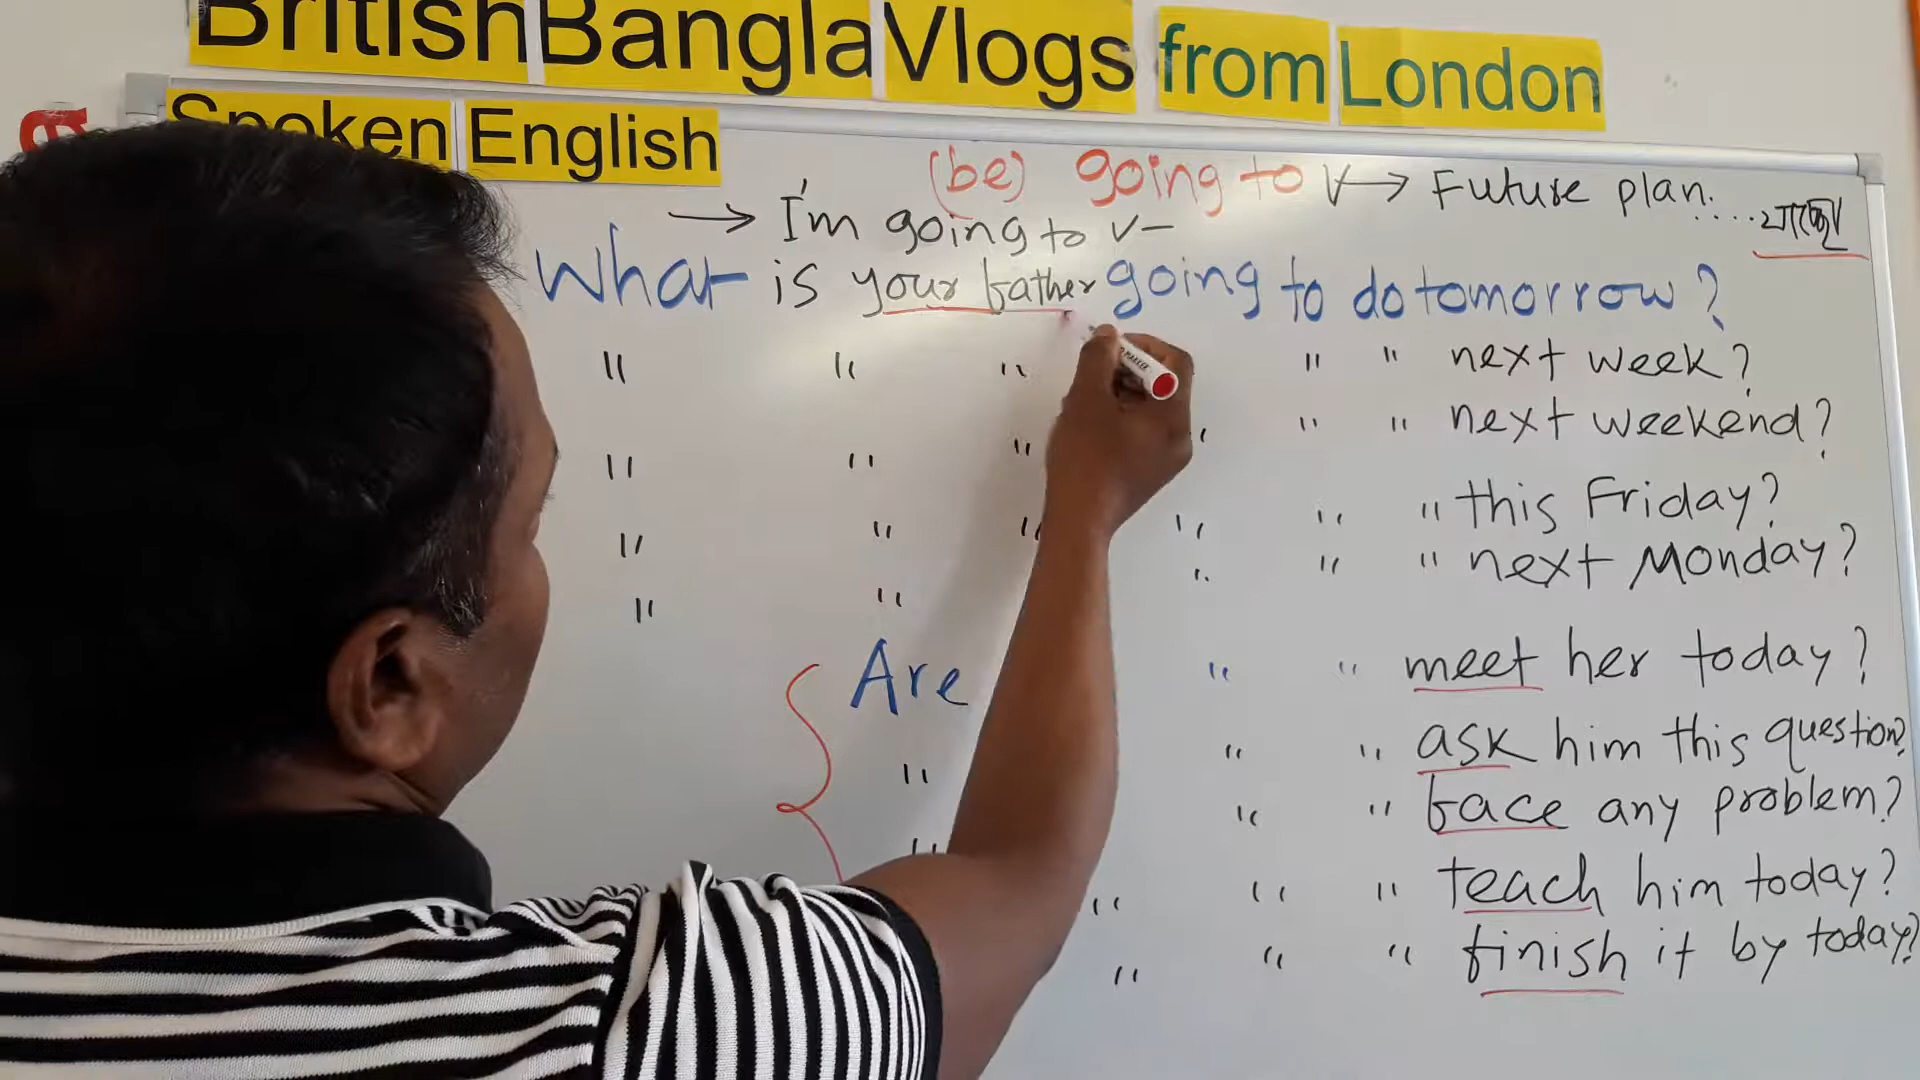 BritishBanglaVlogs from London
Spoken English
(be) going to V → Future plan.
→ I'm going to v –
What is your father going to do tomorrow?
" " " " " next week?
" " " " " " next weekend?
" " " " " " this Friday?
" " " " " next Monday?
Are " " meet her today?
" " " ask him this question?
" " " face any problem?
" " " teach him today?
" " " finish it by today?